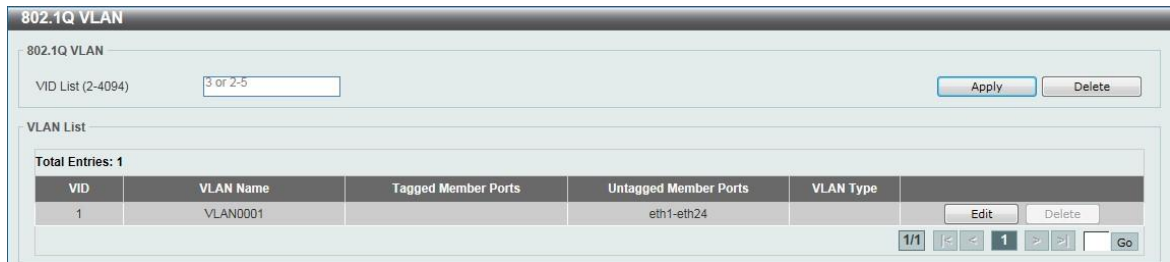 802.1Q VLAN
802.1Q VLAN
VID List (2-4094) 3 or 2-5 Apply Delete
VLAN List
Total Entries: 1
VID VLAN Name Tagged Member Ports Untagged Member Ports VLAN Type
1 VLAN0001 eth1-eth24 Edit Delete
1/1 |< < 1 > >| Go